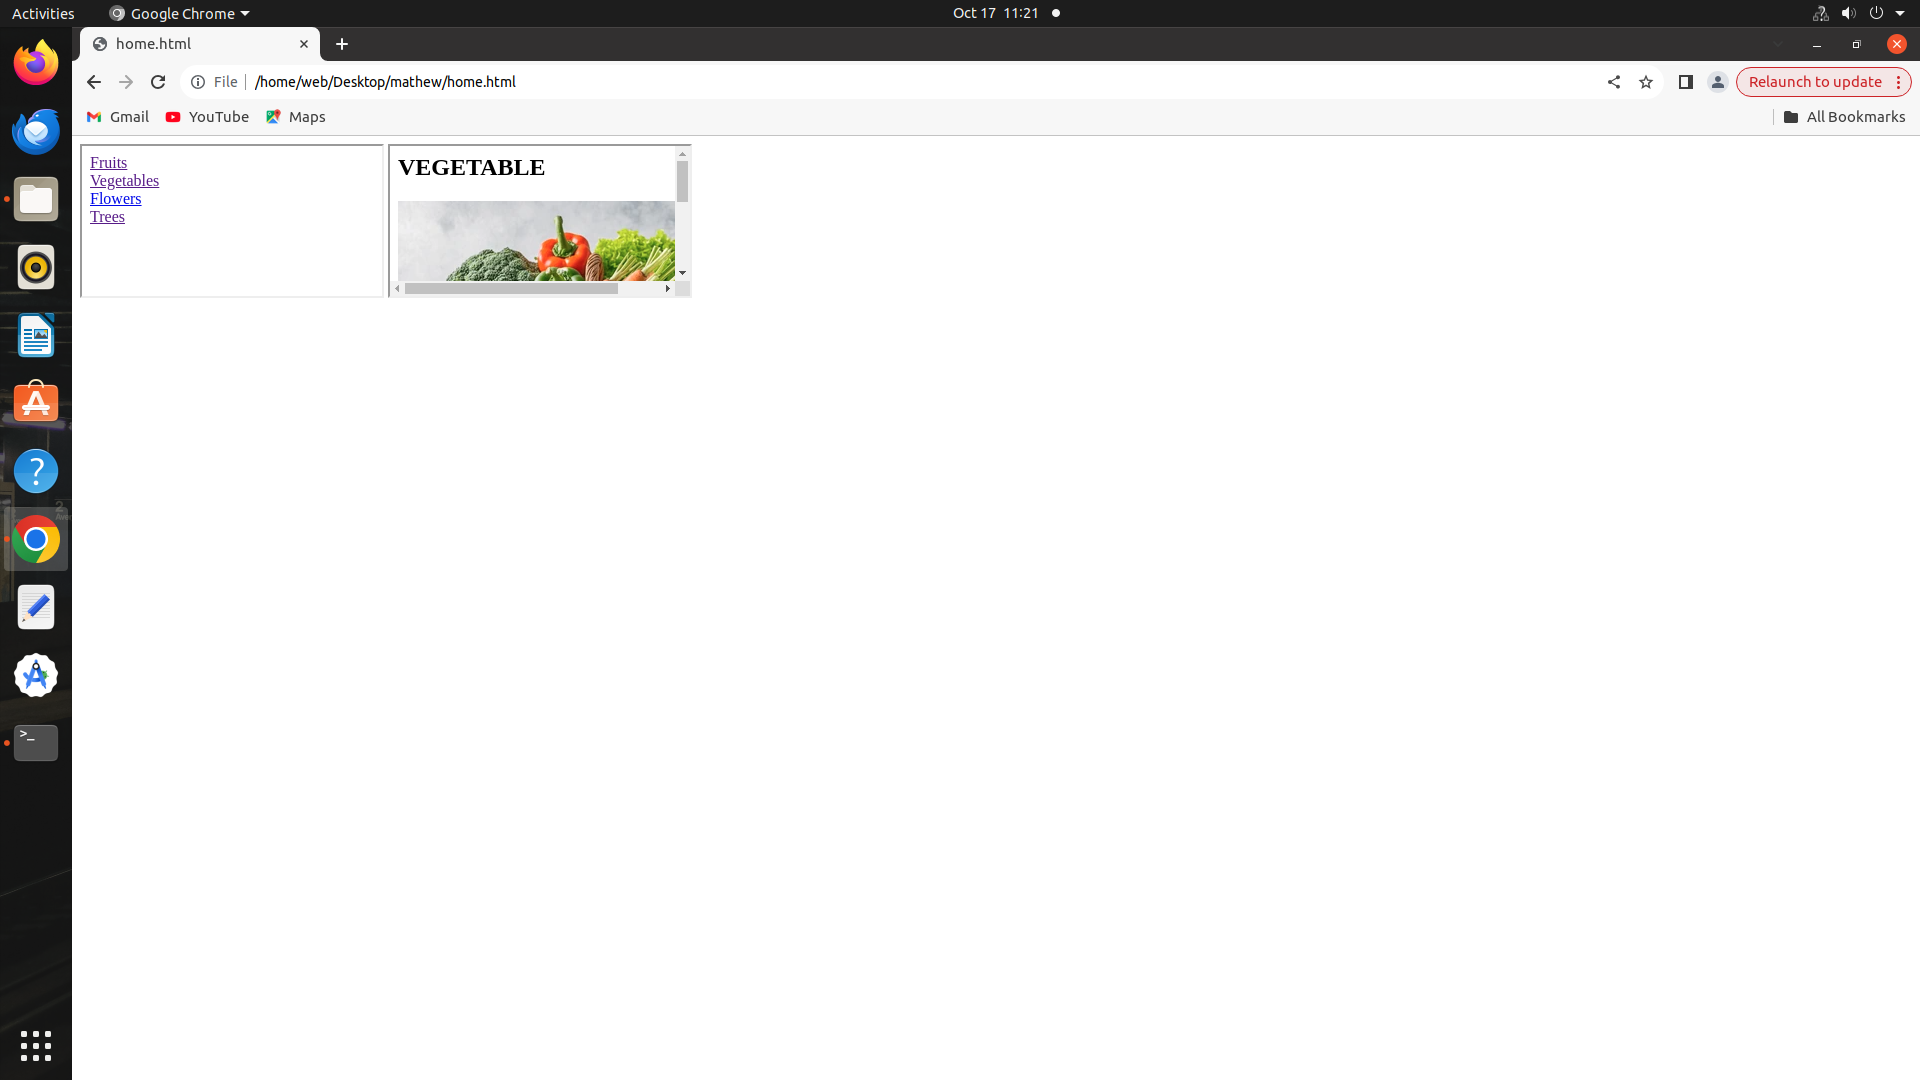 Activities
Google Chrome
Oct 17 11:21
home.html
File
/home/web/Desktop/mathew/home.html
Relaunch to update
Gmail
YouTube
Maps
All Bookmarks
Fruits
Vegetables
Flowers
Trees
VEGETABLE